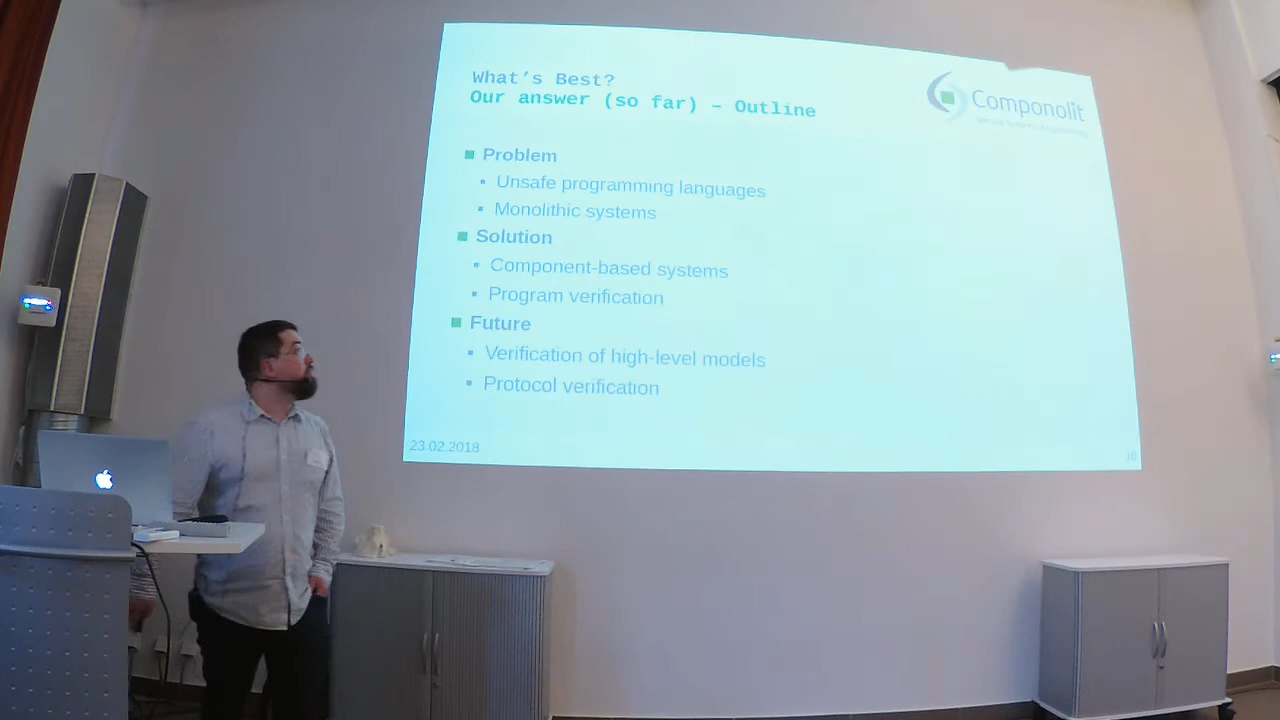 What's Best?
Our answer (so far) – Outline
Componolit
Problem
Unsafe programming languages
Monolithic systems
Solution
Component-based systems
Program verification
Future
Verification of high-level models
Protocol verification
23.02.2018
10